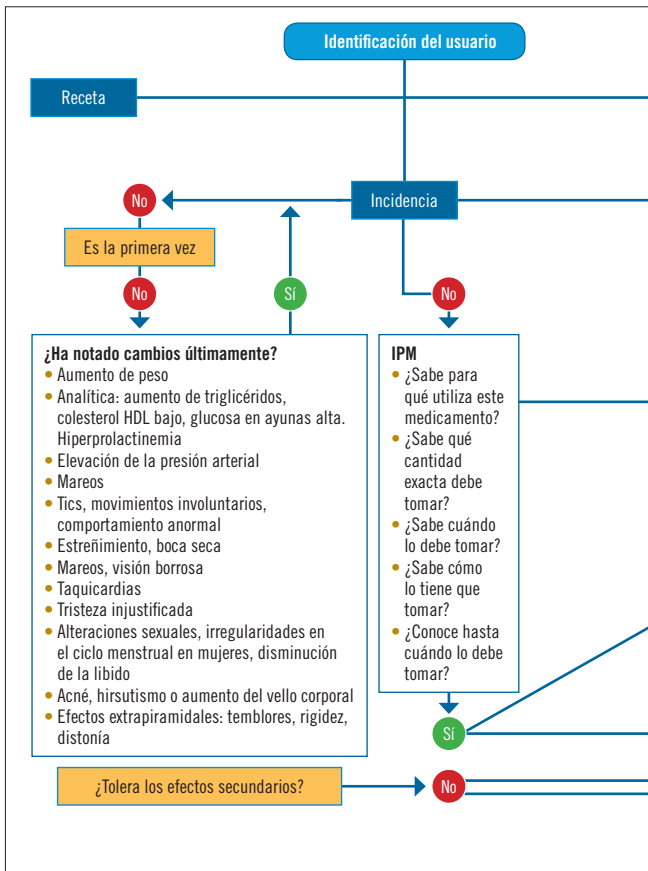 Identificación del usuario
Receta
No
Incidencia
Es la primera vez
No
Sí
No
¿Ha notado cambios últimamente?
• Aumento de peso
• Analítica: aumento de triglicéridos,
colesterol HDL bajo, glucosa en ayunas alta.
Hiperprolactinemia
• Elevación de la presión arterial
• Mareos
• Tics, movimientos involuntarios,
comportamiento anormal
• Estreñimiento, boca seca
• Mareos, visión borrosa
• Taquicardias
• Tristeza injustificada
• Alteraciones sexuales, irregularidades en
el ciclo menstrual en mujeres, disminución
de la libido
• Acné, hirsutismo o aumento del vello corporal
• Efectos extrapiramidales: temblores, rigidez,
distonía
IPM
• ¿Sabe para
qué utiliza este
medicamento?
• ¿Sabe qué
cantidad
exacta debe
tomar?
• ¿Sabe cuándo
lo debe tomar?
• ¿Sabe cómo
lo tiene que
tomar?
• ¿Conoce hasta
cuándo lo debe
tomar?
Sí
¿Tolera los efectos secundarios?
No